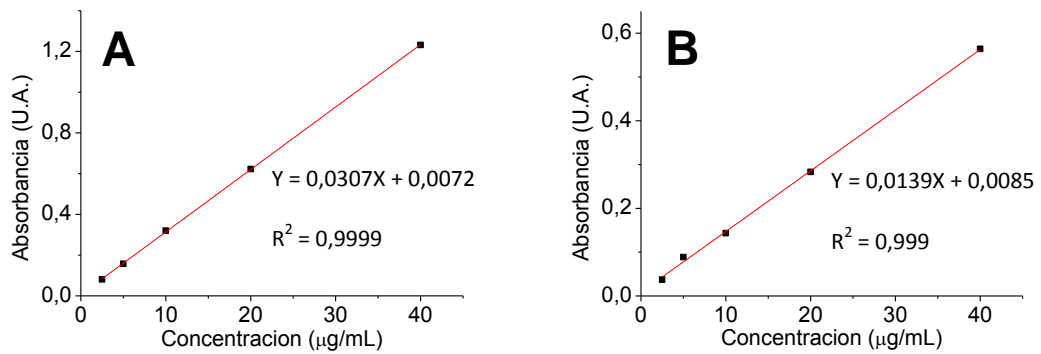 A
Absorbancia (U.A.)
1,2
0,8
0,4
0,0
Y = 0,0307X + 0,0072
R² = 0,9999
0 10 20 30 40
Concentracion (μg/mL)
B
Absorbancia (U.A.)
0,6
0,4
0,2
0,0
Y = 0,0139X + 0,0085
R² = 0,999
0 10 20 30 40
Concentracion (μg/mL)